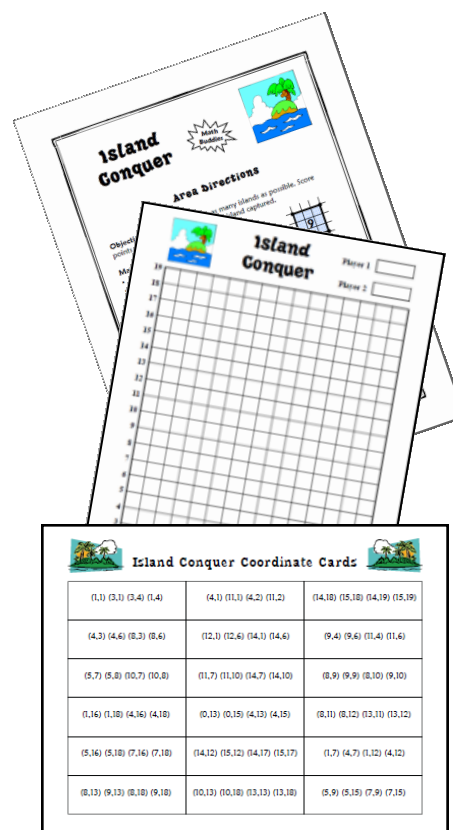 Island
Conquer
Math
Buddies
Area Directions
as many islands as possible. Score
island captured.
points
9
Island
Conquer
Player 1
Player 2
19
18
17
16
15
14
13
12
11
10
9
8
7
6
5
4
3
Island Conquer Coordinate Cards
(1,1) (3,1) (3,4) (1,4)
(4,1) (11,1) (4,2) (11,2)
(14,18) (15,18) (14,19) (15,19)
(4,3) (4,6) (8,3) (8,6)
(12,1) (12,6) (14,1) (14,6)
(9,4) (9,6) (11,4) (11,6)
(5,7) (5,8) (10,7) (10,8)
(11,7) (11,10) (14,7) (14,10)
(8,9) (9,9) (8,10) (9,10)
(1,16) (1,18) (4,16) (4,18)
(0,13) (0,15) (4,13) (4,15)
(8,11) (8,12) (13,11) (13,12)
(5,16) (5,18) (7,16) (7,18)
(14,12) (15,12) (14,17) (15,17)
(1,7) (4,7) (1,12) (4,12)
(8,13) (9,13) (8,18) (9,18)
(10,13) (10,18) (13,13) (13,18)
(5,9) (5,15) (7,9) (7,15)